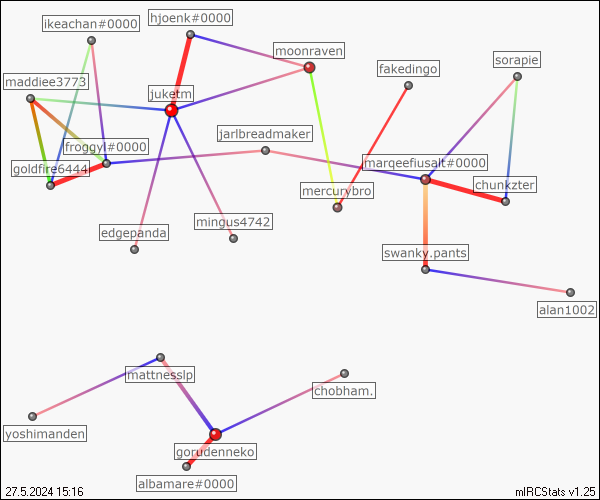 hjoenk#0000
ikeachan#0000
moonraven
sorapie
fakedingo
maddiee3773
juketm
jarlbreadmaker
froggyl#0000
marqeefiusalt#0000
goldfire6444
chunkzter
mercurybro
mingus4742
edgepanda
swanky.pants
alan1002
mattnesslp
chobham.
yoshimanden
gorudenneko
albamare#0000
27.5.2024 15:16
mIRCStats v1.25